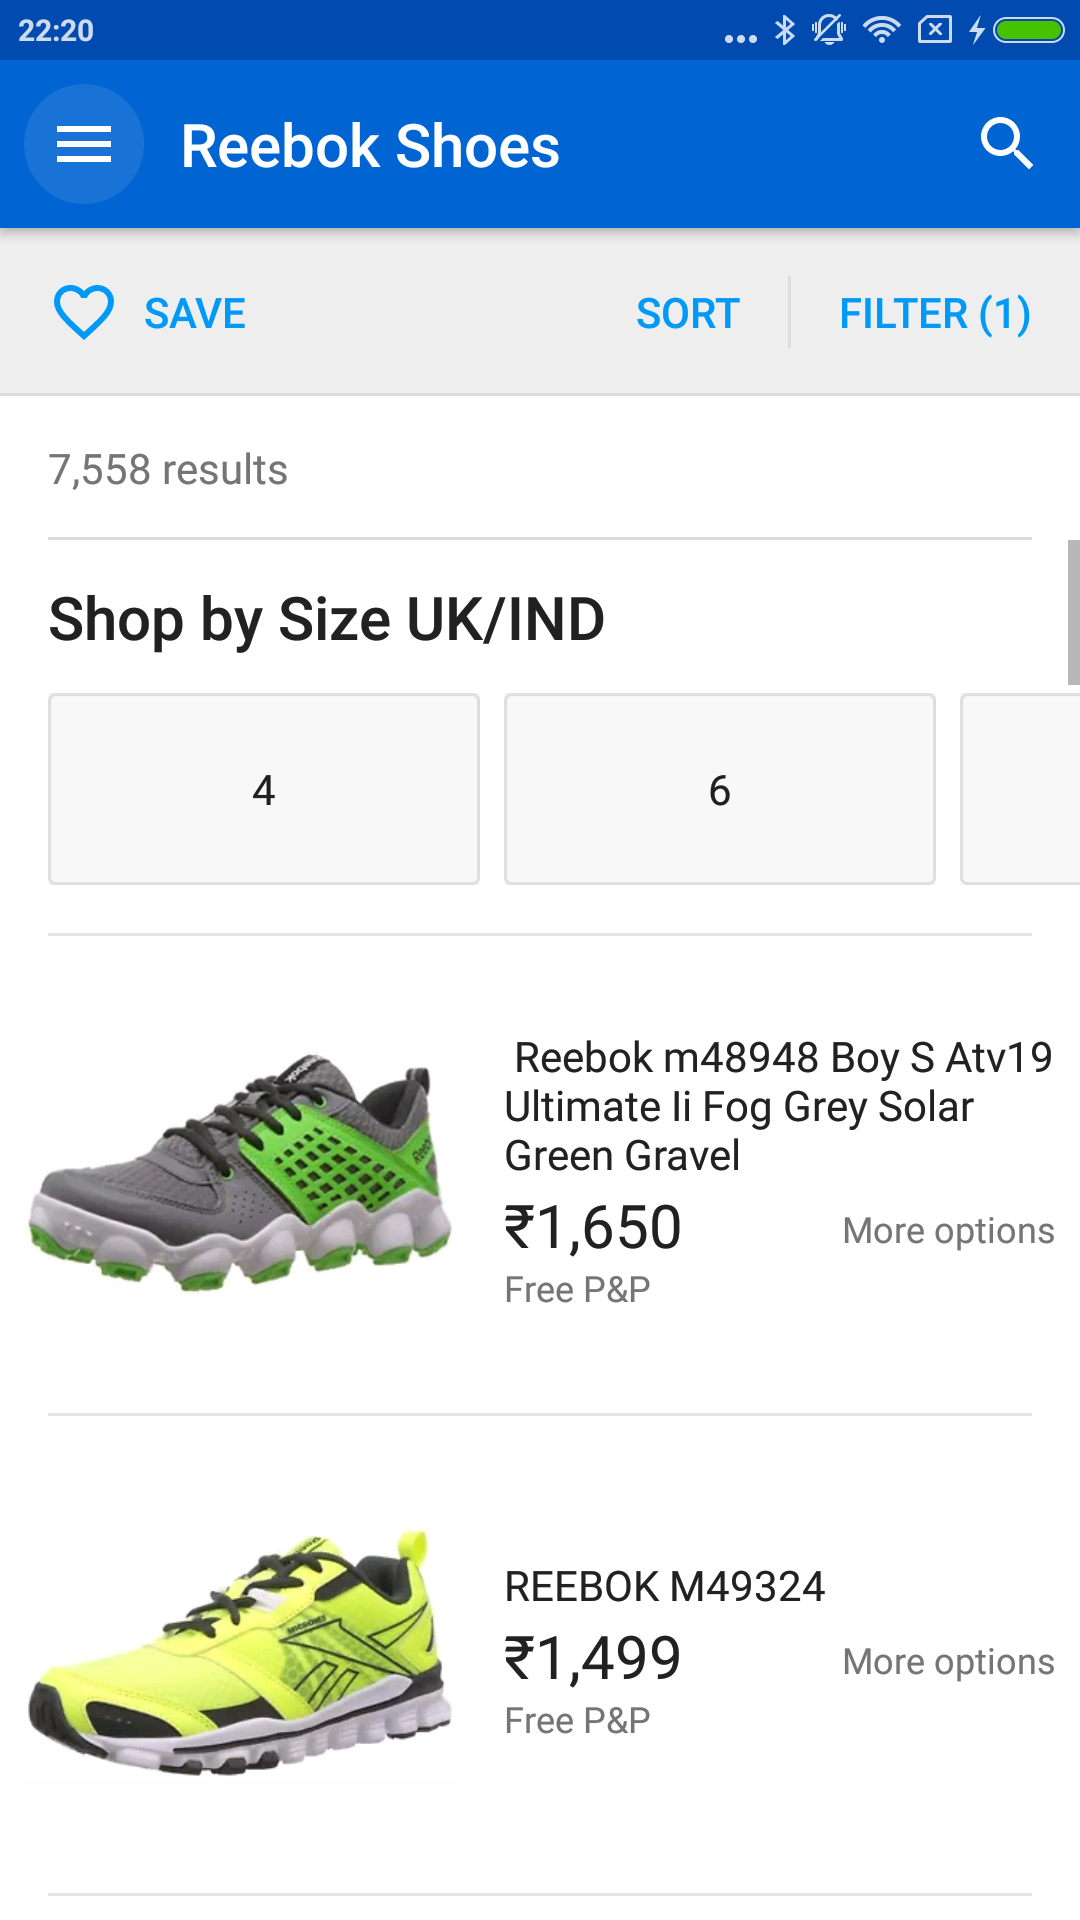 22:20
Reebok Shoes
SAVE
SORT
FILTER (1)
7,558 results
Shop by Size UK/IND
4
6
Reebok m48948 Boy S Atv19
Ultimate Ii Fog Grey Solar
Green Gravel
₹1,650
More options
Free P&P
REEBOK M49324
₹1,499
More options
Free P&P